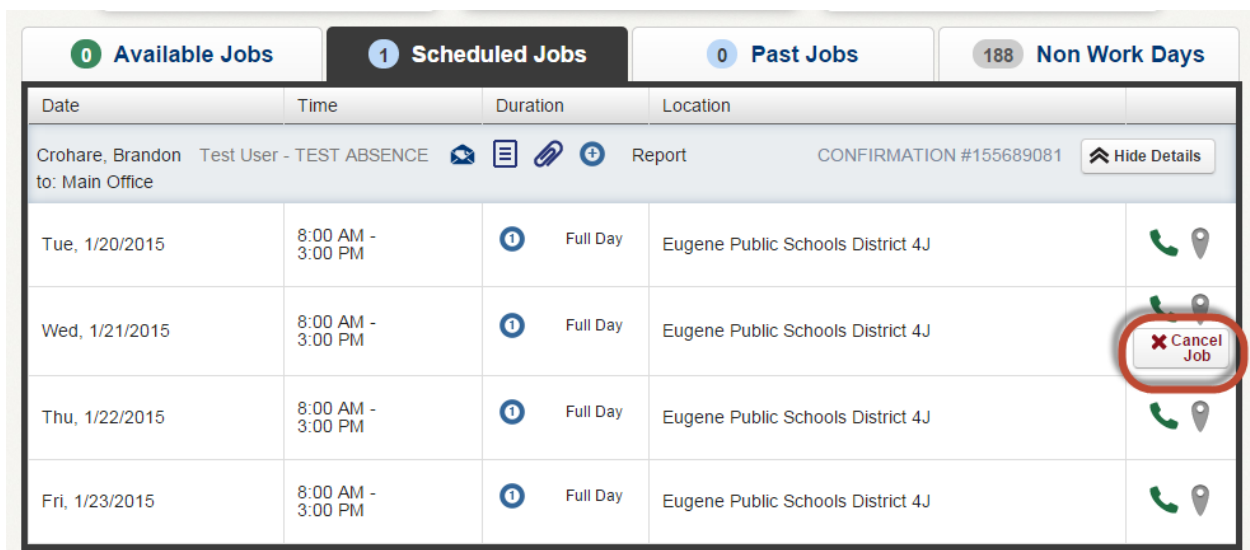 0 Available Jobs 1 Scheduled Jobs 0 Past Jobs 188 Non Work Days
Date Time Duration Location
Crohare, Brandon Test User - TEST ABSENCE Report CONFIRMATION #155689081 Hide Details
to: Main Office
Tue, 1/20/2015 8:00 AM - 1 Full Day Eugene Public Schools District 4J
3:00 PM
Wed, 1/21/2015 8:00 AM - 1 Full Day Eugene Public Schools District 4J Cancel
3:00 PM Job
Thu, 1/22/2015 8:00 AM - 1 Full Day Eugene Public Schools District 4J
3:00 PM
Fri, 1/23/2015 8:00 AM - 1 Full Day Eugene Public Schools District 4J
3:00 PM